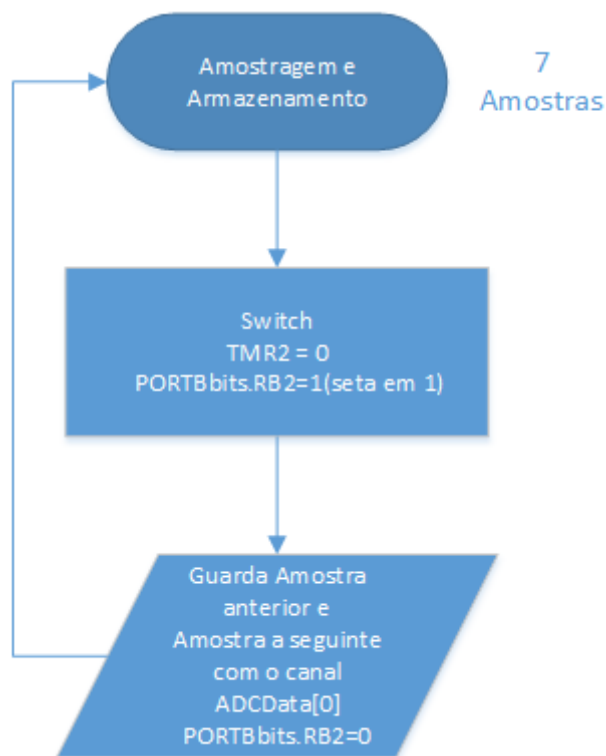 Amostragem e
Armazenamento
7
Amostras
Switch
TMR2 = 0
PORTBbits.RB2=1(seta em 1)
Guarda Amostra
anterior e
Amostra a seguinte
com o canal
ADCData[0]
PORTBbits.RB2=0